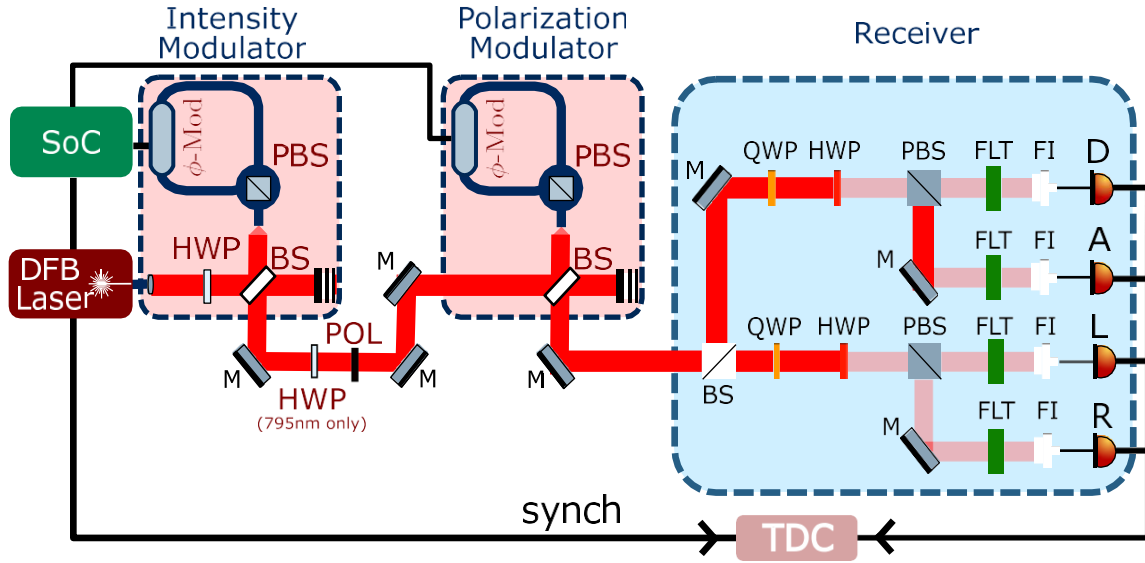 Intensity
Modulator
Polarization
Modulator
Receiver
SoC
ϕ-Mod
PBS
ϕ-Mod
PBS
M
QWP
HWP
PBS
FLT
FI
D
HWP
BS
M
BS
M
FLT
FI
A
DFB
Laser
POL
QWP
HWP
PBS
FLT
FI
L
M
HWP
(795nm only)
M
M
BS
M
FLT
FI
R
synch
TDC